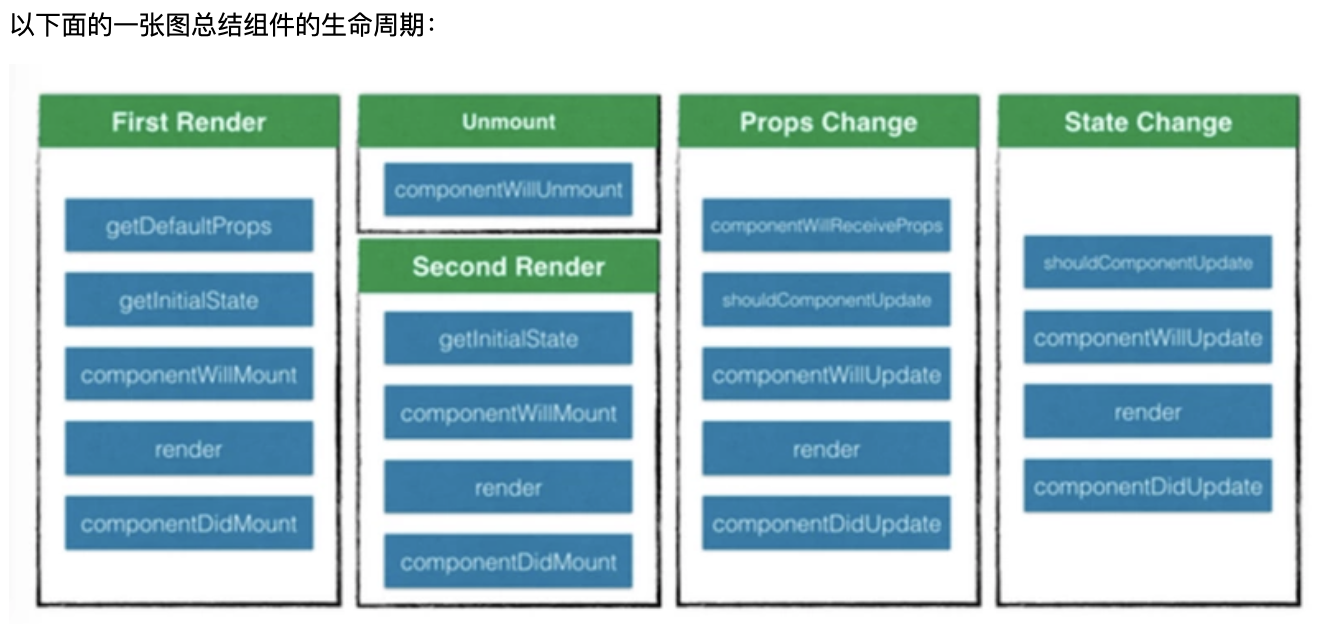 以下面的一张图总结组件的生命周期：
First Render
getDefaultProps
getInitialState
componentWillMount
render
componentDidMount
Unmount
componentWillUnmount
Second Render
getInitialState
componentWillMount
render
componentDidMount
Props Change
componentWillReceiveProps
shouldComponentUpdate
componentWillUpdate
render
componentDidUpdate
State Change
shouldComponentUpdate
componentWillUpdate
render
componentDidUpdate